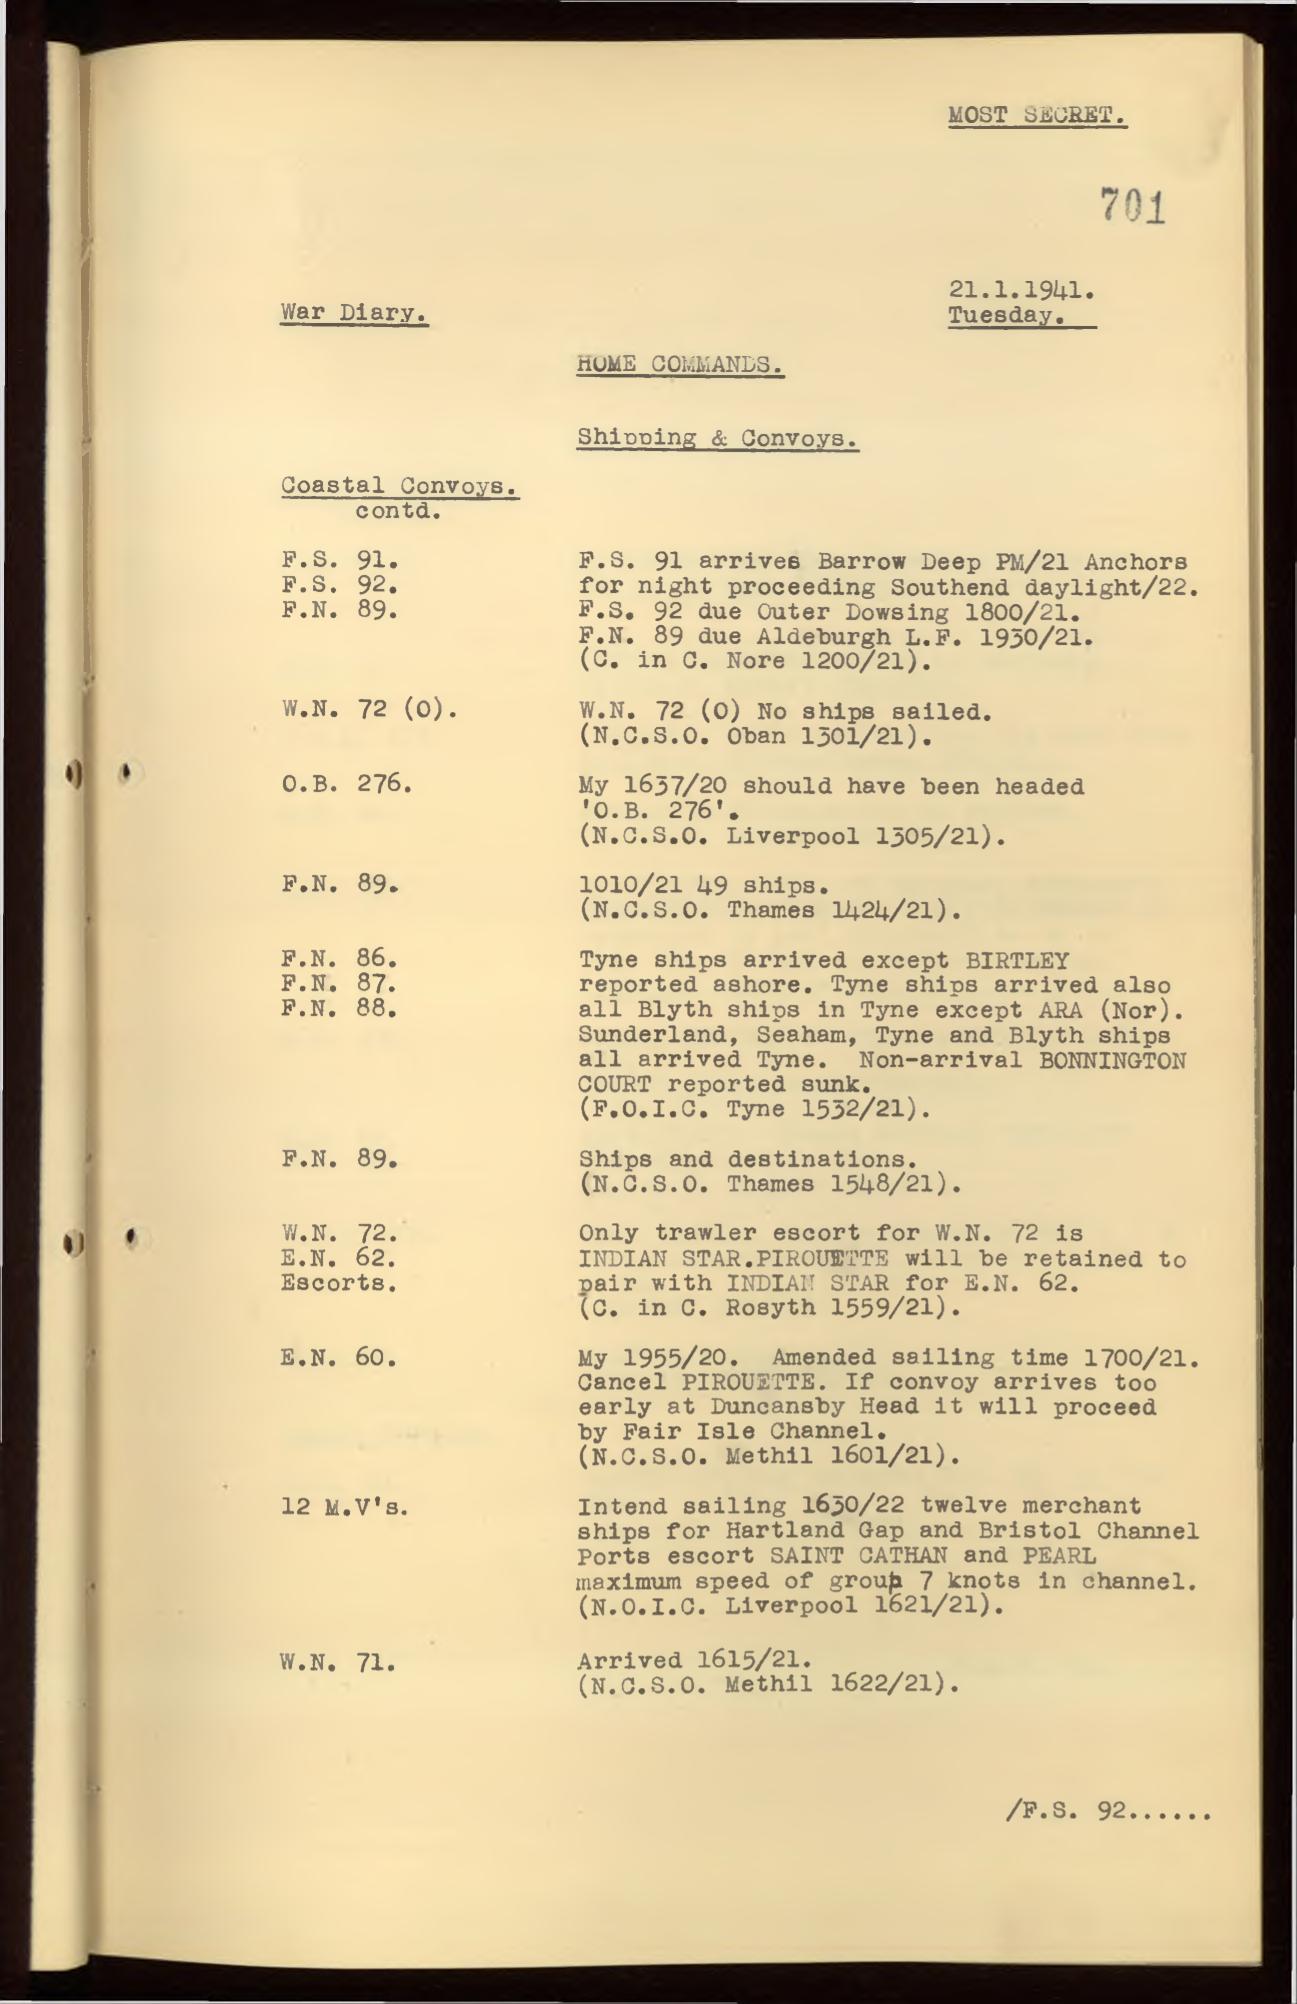 MOST SECRET.
701
21.1.1941.
War Diary.
Tuesday.
HOME COMMANDS.
Shipping & Convoys.
Coastal Convoys.
contd.
F.S. 91.
F.S. 92.
F.N. 89.
F.S. 91 arrives Barrow Deep PM/21 Anchors
for night proceeding Southend daylight/22.
F.S. 92 due Outer Dowsing 1800/21.
F.N. 89 due Aldeburgh L.F. 1930/21.
(C. in C. Nore 1200/21).
W.N. 72 (O).
W.N. 72 (O) No ships sailed.
(N.C.S.O. Oban 1301/21).
O.B. 276.
My 1637/20 should have been headed
'O.B. 276'.
(N.C.S.O. Liverpool 1305/21).
F.N. 89.
1010/21 49 ships.
(N.C.S.O. Thames 1424/21).
F.N. 86.
F.N. 87.
F.N. 88.
Tyne ships arrived except BIRTLEY
reported ashore. Tyne ships arrived also
all Blyth ships in Tyne except ARA (Nor).
Sunderland, Seaham, Tyne and Blyth ships
all arrived Tyne. Non-arrival BONNINGTON
COURT reported sunk.
(F.O.I.C. Tyne 1532/21).
F.N. 89.
Ships and destinations.
(N.C.S.O. Thames 1548/21).
W.N. 72.
E.N. 62.
Escorts.
Only trawler escort for W.N. 72 is
INDIAN STAR.PIROUETTE will be retained to
pair with INDIAN STAR for E.N. 62.
(C. in C. Rosyth 1559/21).
E.N. 60.
My 1955/20. Amended sailing time 1700/21.
Cancel PIROUETTE. If convoy arrives too
early at Duncansby Head it will proceed
by Fair Isle Channel.
(N.C.S.O. Methil 1601/21).
12 M.V's.
Intend sailing 1630/22 twelve merchant
ships for Hartland Gap and Bristol Channel
Ports escort SAINT CATHAN and PEARL
maximum speed of group 7 knots in channel.
(N.O.I.C. Liverpool 1621/21).
W.N. 71.
Arrived 1615/21.
(N.C.S.O. Methil 1622/21).
/F.S. 92......